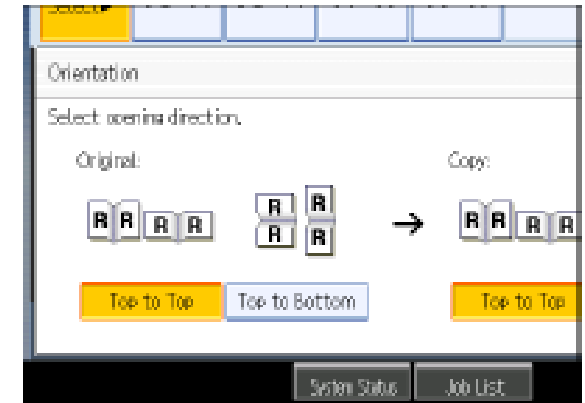 Orientation
Select opening direction.
Original: Copy:
R R R R R R R R → R R R R
Top to Top Top to Bottom Top to Top
System Status Job List